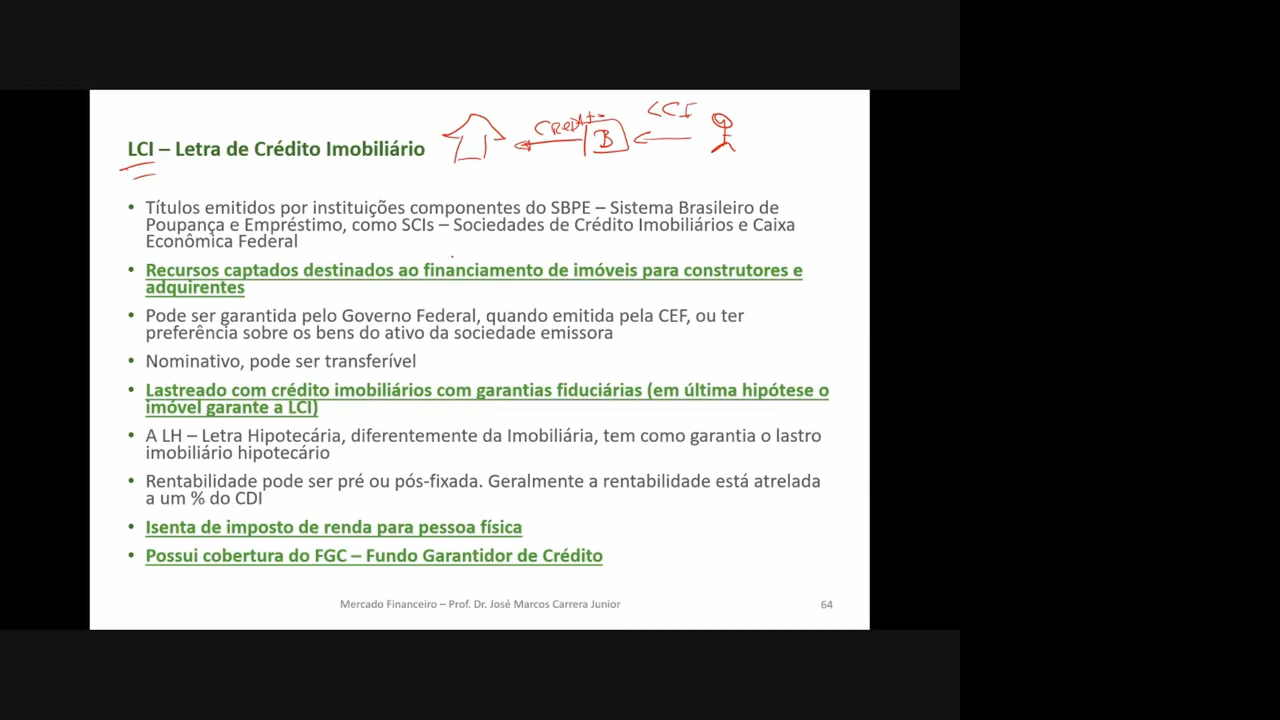 LCI
CREDITO
B
LCI – Letra de Crédito Imobiliário
• Títulos emitidos por instituições componentes do SBPE – Sistema Brasileiro de
Poupança e Empréstimo, como SCIs – Sociedades de Crédito Imobiliários e Caixa
Econômica Federal
• Recursos captados destinados ao financiamento de imóveis para construtores e
adquirentes
• Pode ser garantida pelo Governo Federal, quando emitida pela CEF, ou ter
preferência sobre os bens do ativo da sociedade emissora
• Nominativo, pode ser transferível
• Lastreado com crédito imobiliários com garantias fiduciárias (em última hipótese o
imóvel garante a LCI)
• A LH – Letra Hipotecária, diferentemente da Imobiliária, tem como garantia o lastro
imobiliário hipotecário
• Rentabilidade pode ser pré ou pós-fixada. Geralmente a rentabilidade está atrelada
a um % do CDI
• Isenta de imposto de renda para pessoa física
• Possui cobertura do FGC – Fundo Garantidor de Crédito
Mercado Financeiro – Prof. Dr. José Marcos Carrera Junior
64